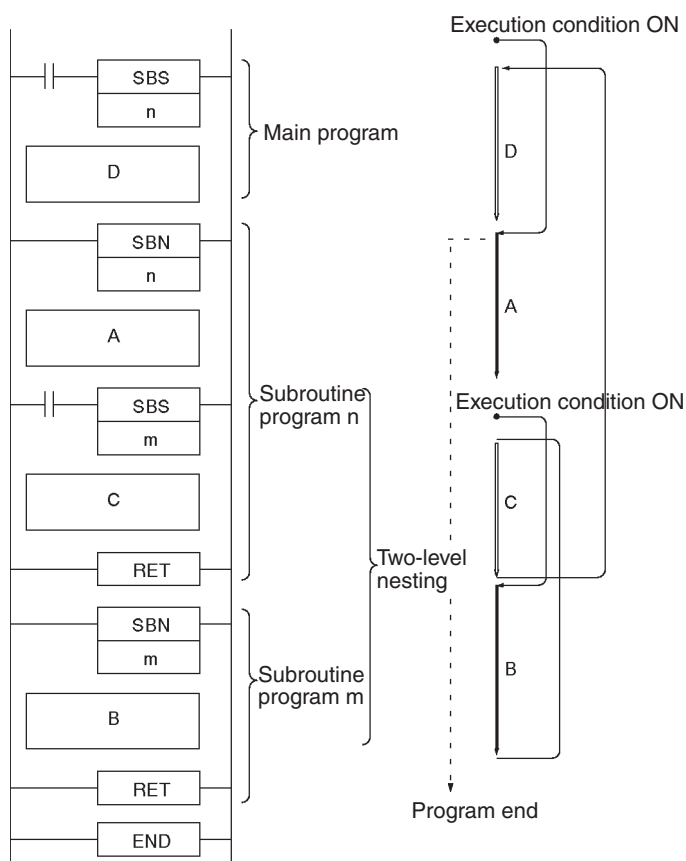 Execution condition ON
SBS
n
Main program
D
D
SBN
n
A
A
SBS
m
Subroutine
program n
Execution condition ON
C
C
RET
Two-level
nesting
SBN
m
Subroutine
program m
B
B
RET
Program end
END